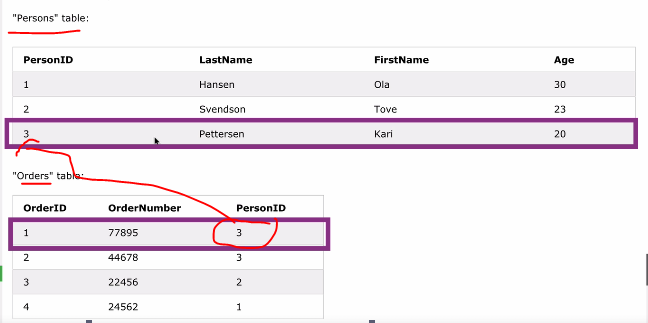 "Persons" table:
PersonID LastName FirstName Age
1 Hansen Ola 30
2 Svendson Tove 23
3 Pettersen Kari 20
"Orders" table:
OrderID OrderNumber PersonID
1 77895 3
2 44678 3
3 22456 2
4 24562 1